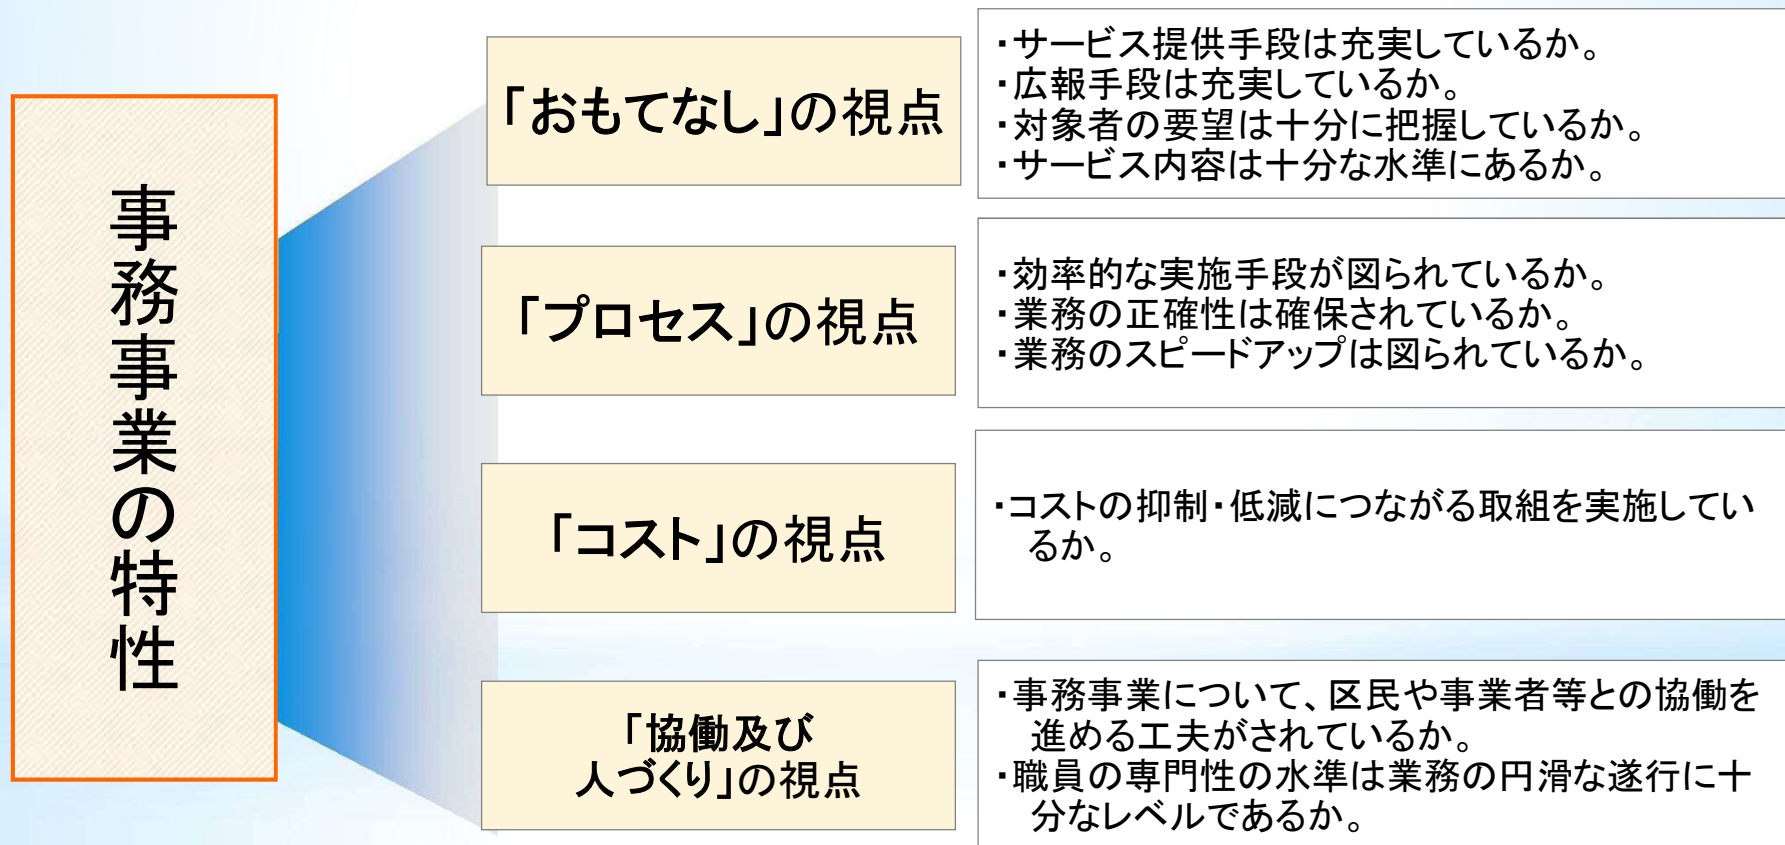 事務事業の特性
「おもてなし」の視点
・サービス提供手段は充実しているか。
・広報手段は充実しているか。
・対象者の要望は十分に把握しているか。
・サービス内容は十分な水準にあるか。
「プロセス」の視点
・効率的な実施手段が図られているか。
・業務の正確性は確保されているか。
・業務のスピードアップは図られているか。
「コスト」の視点
・コストの抑制・低減につながる取組を実施してい
るか。
「協働及び
人づくり」の視点
・事務事業について、区民や事業者等との協働を
進める工夫がされているか。
・職員の専門性の水準は業務の円滑な遂行に十
分なレベルであるか。